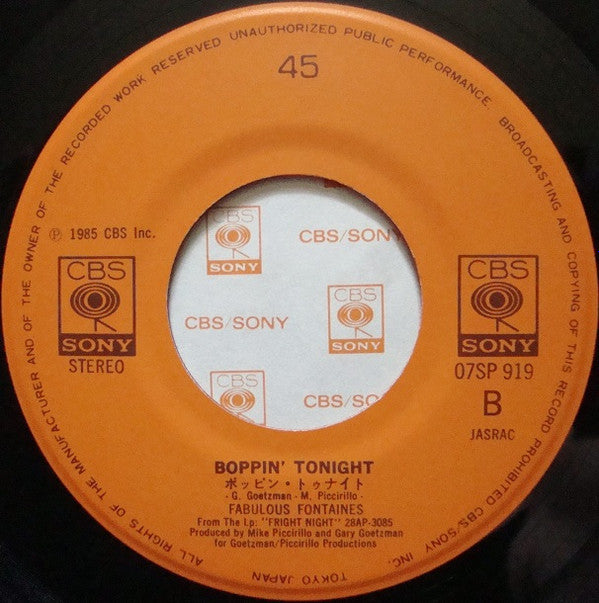 ALL RIGHTS OF THE MANUFACTURER AND OF THE OWNER OF THE RECORDED WORK RESERVED UNAUTHORIZED PUBLIC PERFORMANCE. BROADCASTING AND COPYING OF THIS RECORD PROHIBITED CBS/SONY INC.
TOKYO JAPAN
45
℗ 1985 CBS Inc.
CBS
SONY
STEREO
CBS
SONY
07SP 919
B
JASRAC
CBS
SONY
CBS/SONY
CBS/SONY
CBS
SONY
CBS
CBS/SO
BOPPIN' TONIGHT
ボッピン・トゥナイト
- G. Goetzman - M. Piccirillo -
FABULOUS FONTAINES
From The Lp: "FRIGHT NIGHT" 28AP-3085
Produced by Mike Piccirillo and Gary Goetzman
for Goetzman/Piccirillo Productions